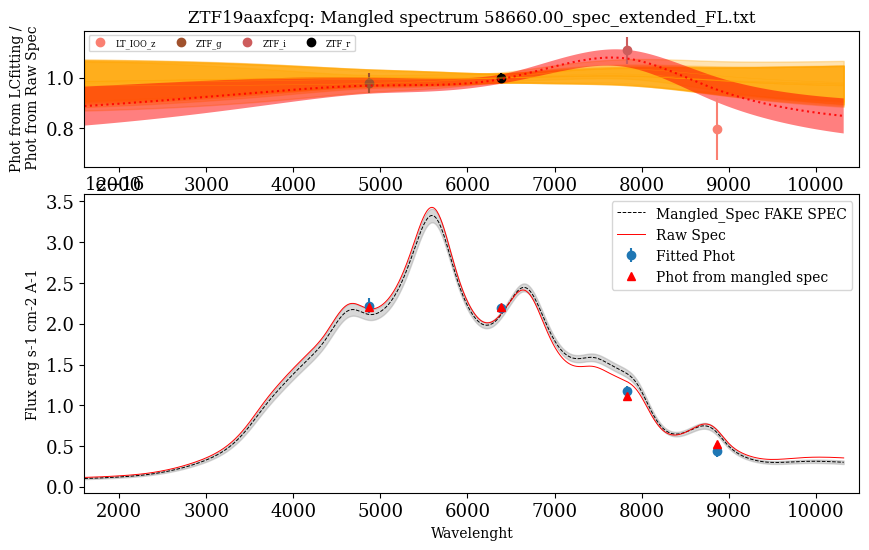 ZTF19aaxfcpq: Mangled spectrum 58660.00_spec_extended_FL.txt
Phot from LCfitting /
Phot from Raw Spec
LT_IOO_z ZTF_g ZTF_i ZTF_r
1.0
0.8
2000 3000 4000 5000 6000 7000 8000 9000 10000
1e−16
Flux erg s-1 cm-2 A-1
3.5
3.0
2.5
2.0
1.5
1.0
0.5
0.0
Mangled_Spec FAKE SPEC
Raw Spec
Fitted Phot
Phot from mangled spec
2000 3000 4000 5000 6000 7000 8000 9000 10000
Wavelenght